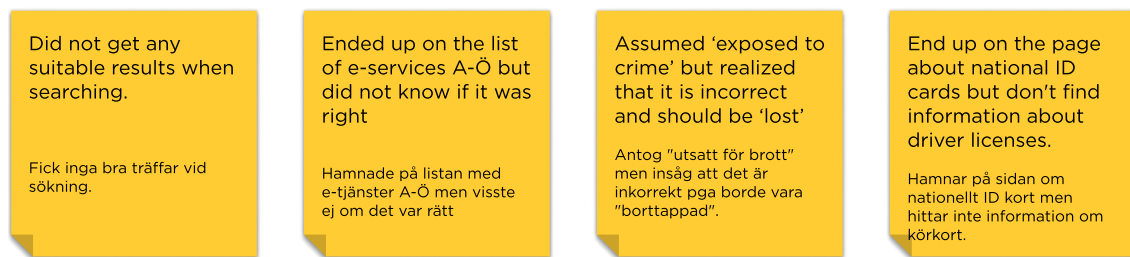 Did not get any
suitable results when
searching.
Fick inga bra träffar vid
sökning.
Ended up on the list
of e-services A-Ö but
did not know if it was
right
Hamnade på listan med
e-tjänster A-Ö men visste
ej om det var rätt
Assumed ‘exposed to
crime’ but realized
that it is incorrect
and should be ‘lost’
Antog "utsatt för brott"
men insåg att det är
inkorrekt pga borde vara
"borttappad".
End up on the page
about national ID
cards but don't find
information about
driver licenses.
Hamnar på sidan om
nationellt ID kort men
hittar inte information om
körkort.